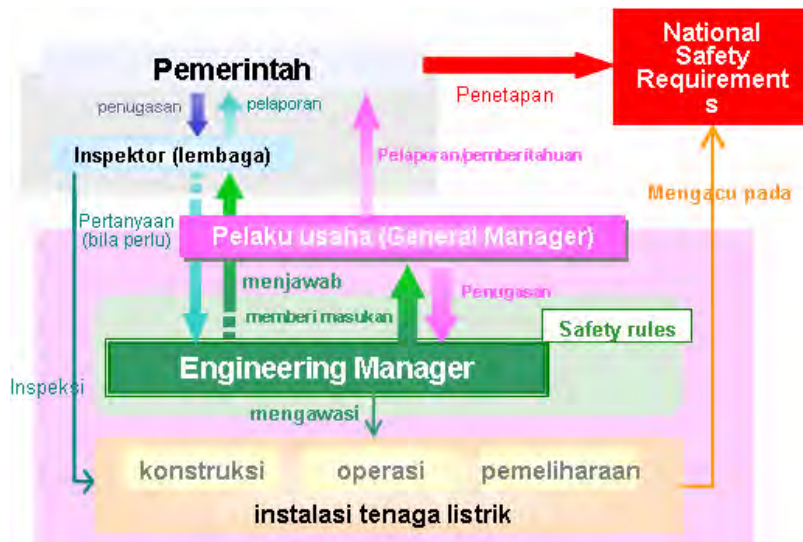 National
Safety
Requirement
s
Pemerintah
Penetapan
penugasan
pelaporan
Inspektor (lembaga)
Pelaporan/pemberitahuan
Mengacu pada
Pertanyaan
(bila perlu)
Pelaku usaha (General Manager)
menjawab
memberi masukan
Penugasan
Safety rules
Engineering Manager
Inspeksi
mengawasi
konstruksi
operasi
pemeliharaan
instalasi tenaga listrik